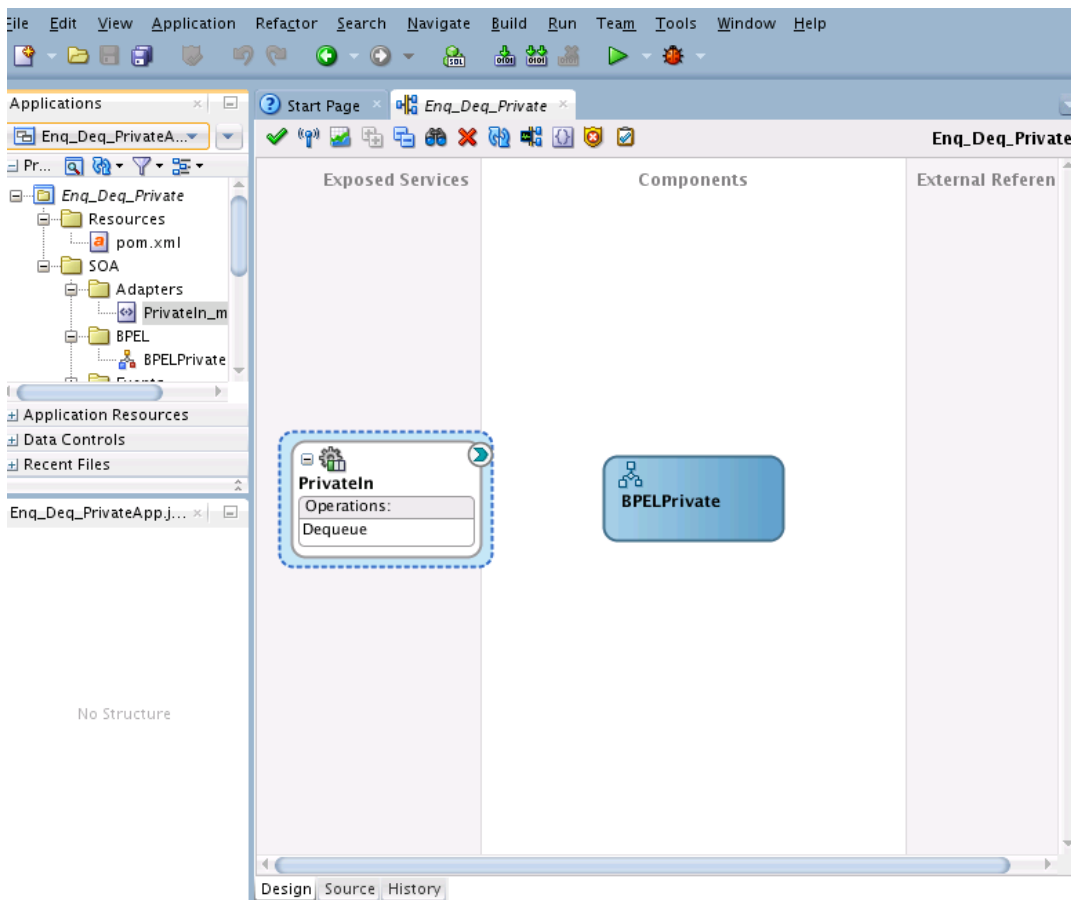 File Edit View Application Refactor Search Navigate Build Run Team Tools Window Help
Applications
Start Page
Enq_Deq_Private
Enq_Deq_PrivateA...
Enq_Deq_Private
Pr...
Exposed Services
Components
External Referen
Enq_Deq_Private
Resources
pom.xml
SOA
Adapters
PrivateIn_m
BPEL
BPELPrivate
Events
Application Resources
Data Controls
Recent Files
PrivateIn
Operations:
Dequeue
BPELPrivate
Enq_Deq_PrivateApp.j...
No Structure
Design Source History